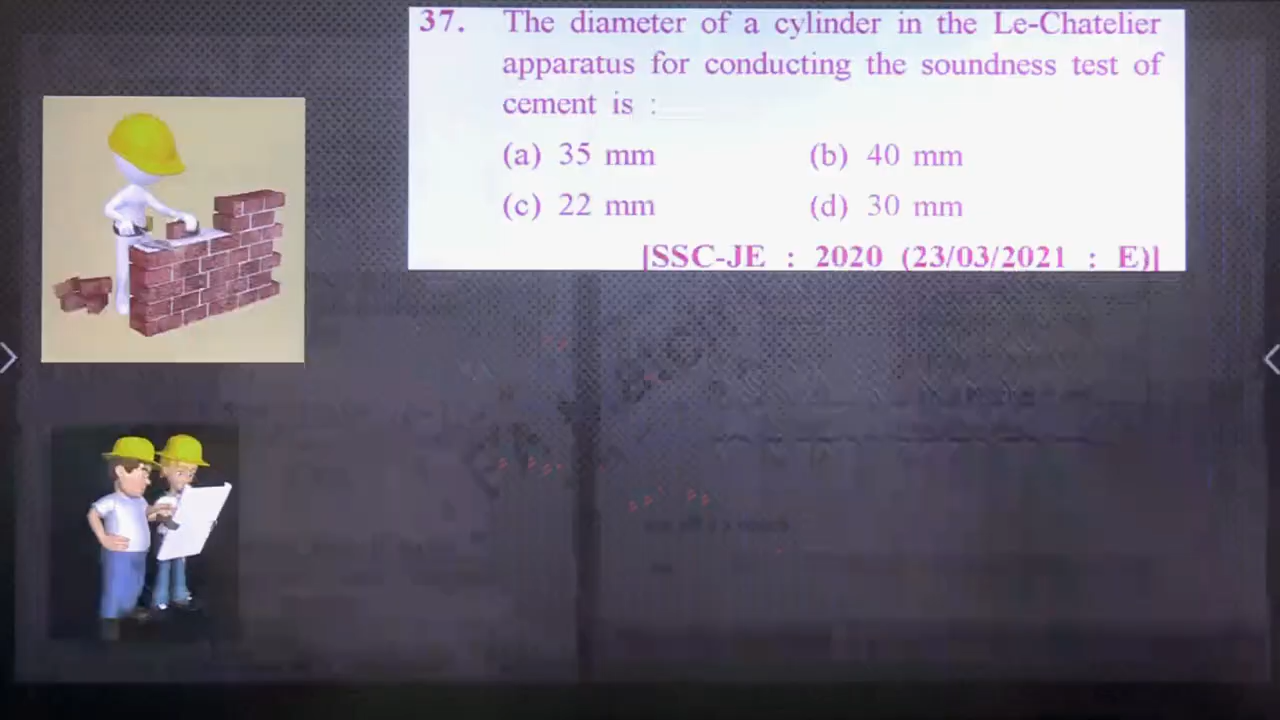 37. The diameter of a cylinder in the Le-Chatelier
apparatus for conducting the soundness test of
cement is :
(a) 35 mm (b) 40 mm
(c) 22 mm (d) 30 mm
[SSC-JE : 2020 (23/03/2021 : E)]